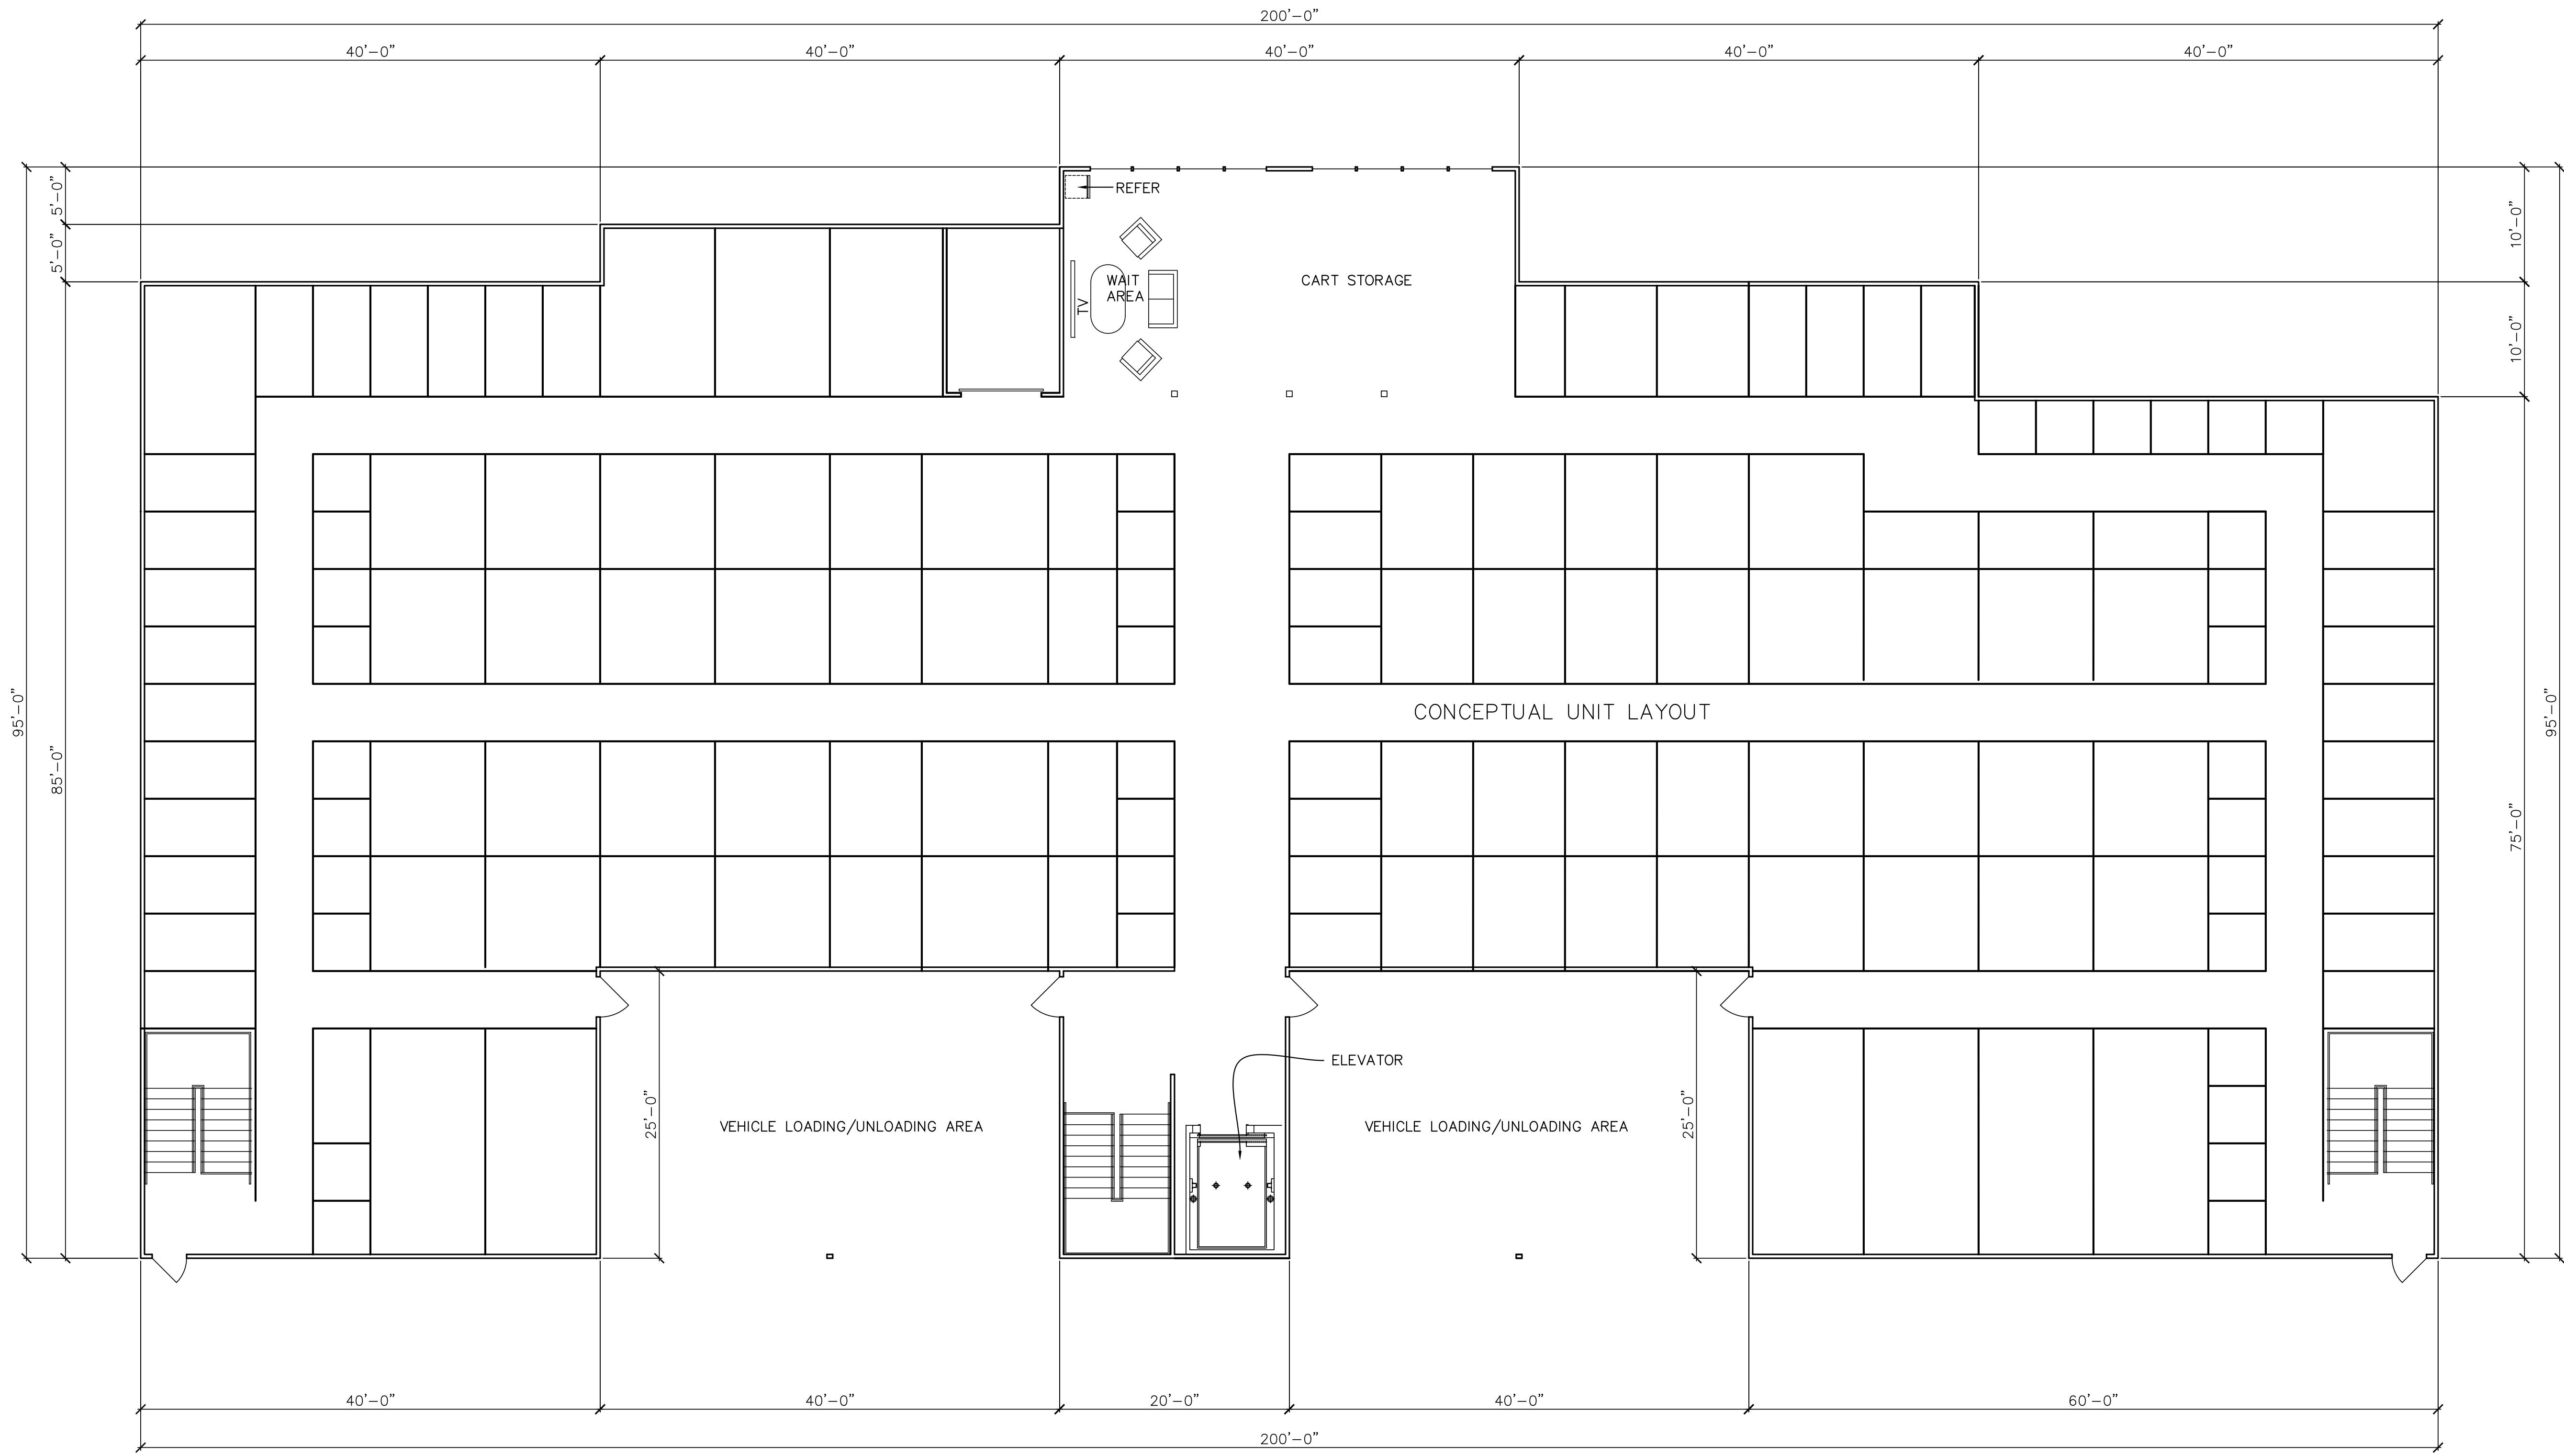 200'-0"
40'-0"
40'-0"
40'-0"
40'-0"
40'-0"
5'-0"
5'-0"
85'-0"
95'-0"
10'-0"
10'-0"
75'-0"
95'-0"
REFER
WAIT
AREA
TV
CART STORAGE
CONCEPTUAL UNIT LAYOUT
ELEVATOR
25'-0"
VEHICLE LOADING/UNLOADING AREA
VEHICLE LOADING/UNLOADING AREA
25'-0"
40'-0"
40'-0"
20'-0"
40'-0"
60'-0"
200'-0"